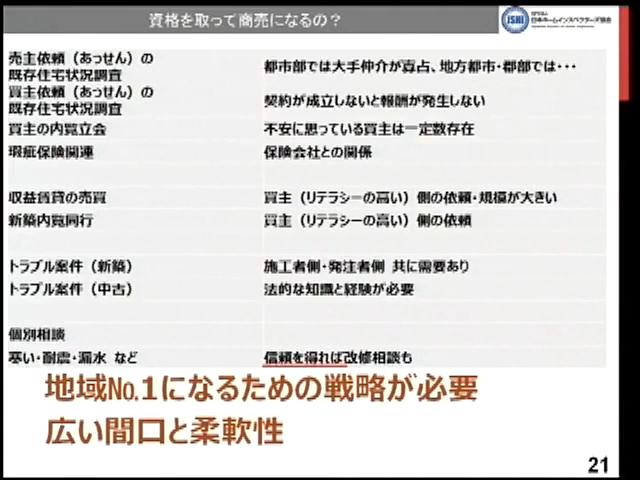 資格を取って商売になるの？
JSHI
日本ホームインスペクターズ協会
売主依頼（あっせん）の
既存住宅状況調査
都市部では大手仲介が寡占、地方都市・郡部では・・・
買主依頼（あっせん）の
既存住宅状況調査
契約が成立しないと報酬が発生しない
買主の内覧立会
不安に思っている買主は一定数存在
瑕疵保険関連
保険会社との関係
収益賃貸の売買
買主（リテラシーの高い）側の依頼・規模が大きい
新築内覧同行
買主（リテラシーの高い）側の依頼
トラブル案件（新築）
施工者側・発注者側 共に需要あり
トラブル案件（中古）
法的な知識と経験が必要
個別相談
寒い・耐震・漏水 など
信頼を得れば改修相談も
地域No.1になるための戦略が必要
広い間口と柔軟性
21